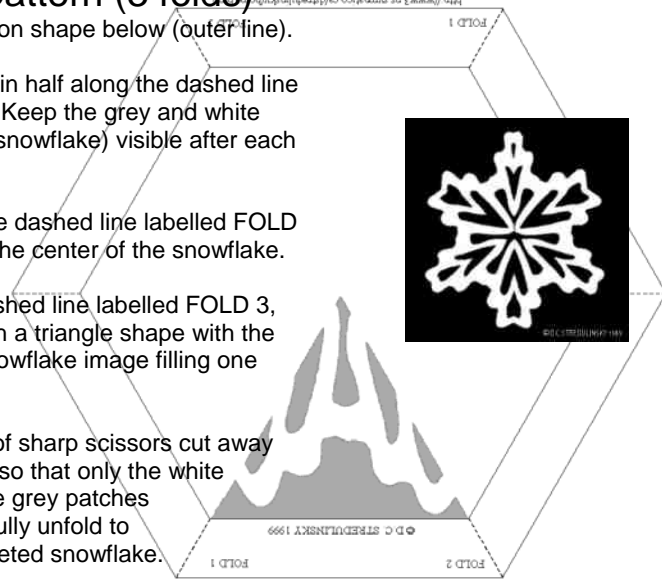 attern (3 folds)
on shape below (outer line).
FOLD 1
in half along the dashed line
Keep the grey and white
snowflake) visible after each
e dashed line labelled FOLD
he center of the snowflake.
shed line labelled FOLD 3,
n a triangle shape with the
owflake image filling one
of sharp scissors cut away
so that only the white
e grey patches
ully unfold to
eted snowflake.
© D.C. STREDULINSKY 1999
FOLD 1
FOLD 2